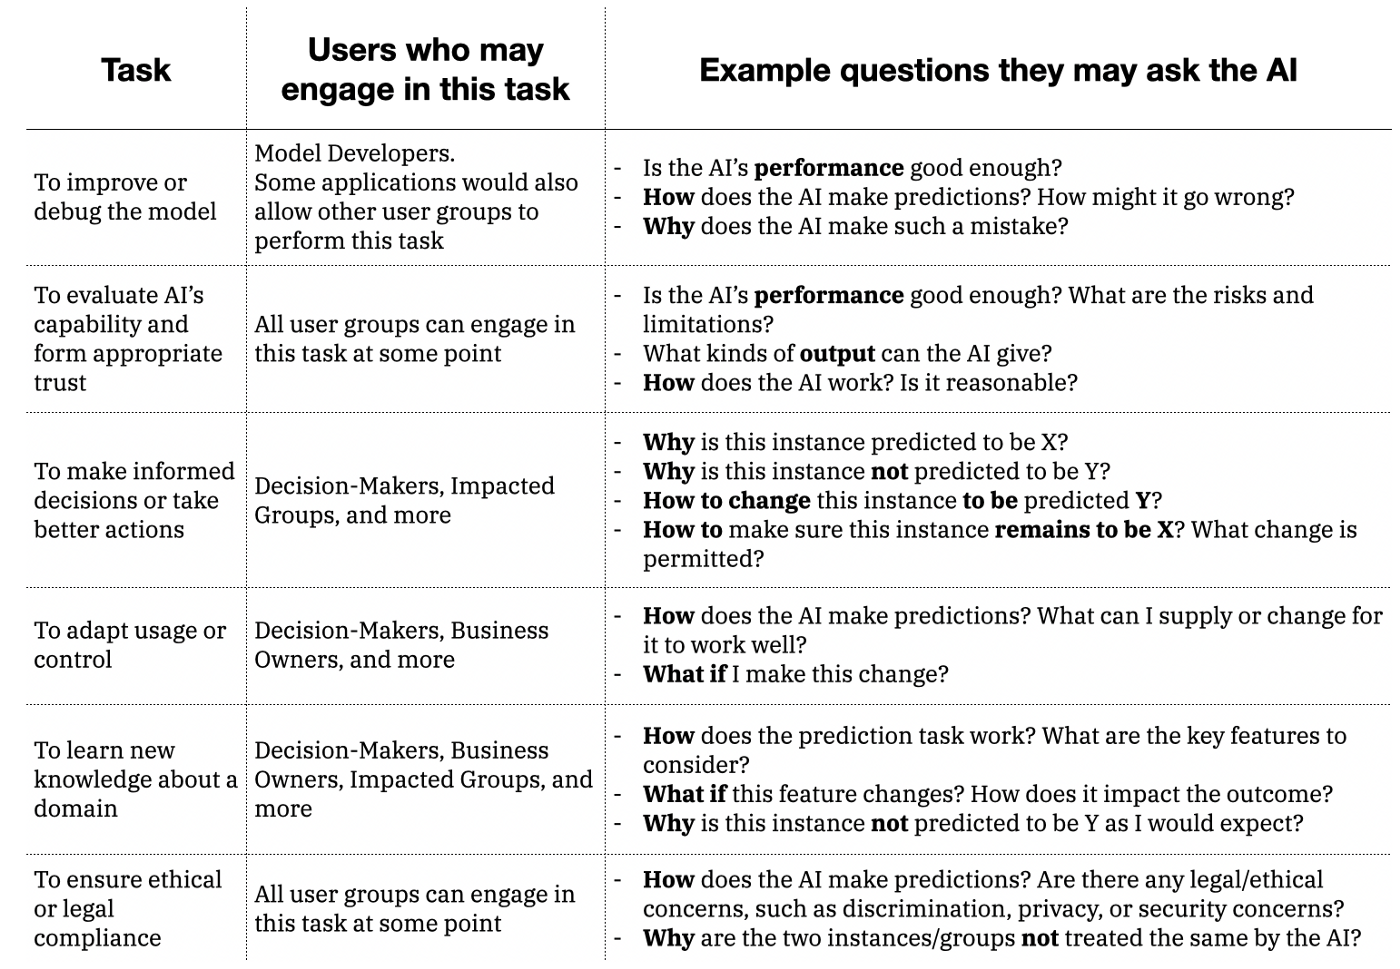 Task
Users who may
engage in this task
Example questions they may ask the AI
To improve or
debug the model
Model Developers.
Some applications would also
allow other user groups to
perform this task
- Is the AI's performance good enough?
- How does the AI make predictions? How might it go wrong?
- Why does the AI make such a mistake?
To evaluate AI's
capability and
form appropriate
trust
All user groups can engage in
this task at some point
- Is the AI's performance good enough? What are the risks and
limitations?
- What kinds of output can the AI give?
- How does the AI work? Is it reasonable?
To make informed
decisions or take
better actions
Decision-Makers, Impacted
Groups, and more
- Why is this instance predicted to be X?
- Why is this instance not predicted to be Y?
- How to change this instance to be predicted Y?
- How to make sure this instance remains to be X? What change is
permitted?
To adapt usage or
control
Decision-Makers, Business
Owners, and more
- How does the AI make predictions? What can I supply or change for
it to work well?
- What if I make this change?
To learn new
knowledge about a
domain
Decision-Makers, Business
Owners, Impacted Groups, and
more
- How does the prediction task work? What are the key features to
consider?
- What if this feature changes? How does it impact the outcome?
- Why is this instance not predicted to be Y as I would expect?
To ensure ethical
or legal
compliance
All user groups can engage in
this task at some point
- How does the AI make predictions? Are there any legal/ethical
concerns, such as discrimination, privacy, or security concerns?
- Why are the two instances/groups not treated the same by the AI?